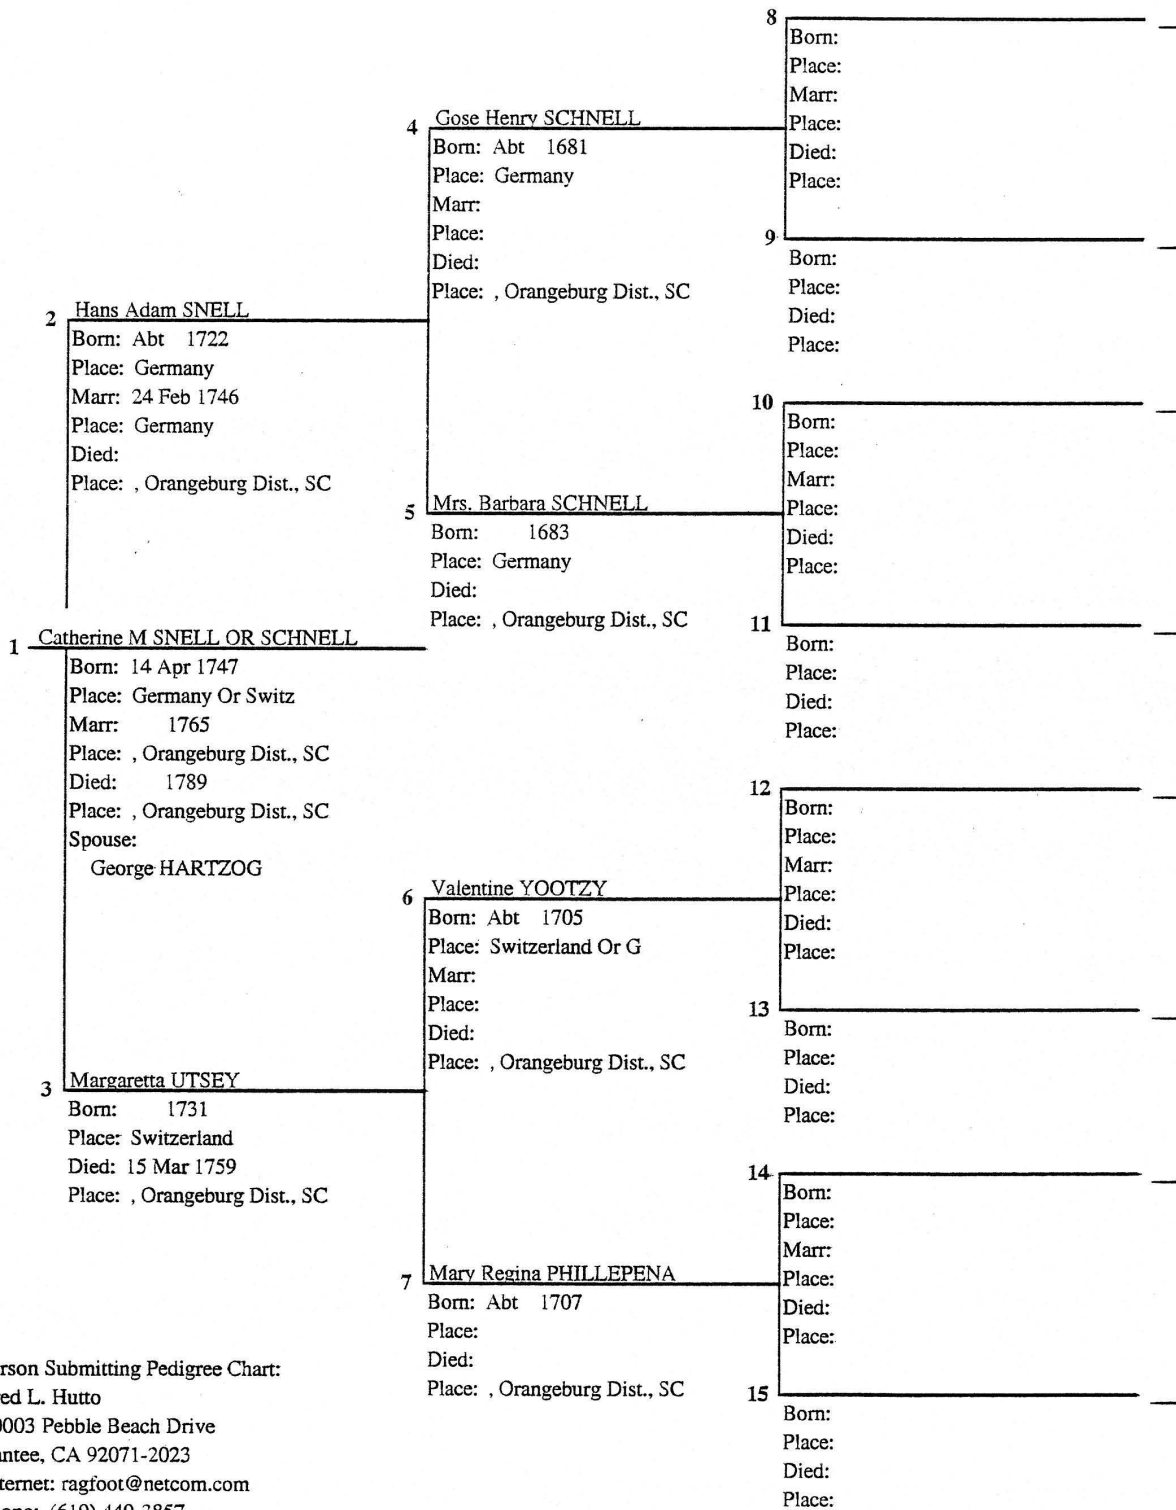 8
Born:
Place:
Marr:
Place:
Died:
Place:
4 Gose Henry SCHNELL
Born: Abt 1681
Place: Germany
Marr:
Place:
Died:
Place: , Orangeburg Dist., SC
9
Born:
Place:
Died:
Place:
2 Hans Adam SNELL
Born: Abt 1722
Place: Germany
Marr: 24 Feb 1746
Place: Germany
Died:
Place: , Orangeburg Dist., SC
10
Born:
Place:
Marr:
Place:
Died:
Place:
5 Mrs. Barbara SCHNELL
Born: 1683
Place: Germany
Died:
Place: , Orangeburg Dist., SC
11
Born:
Place:
Died:
Place:
1 Catherine M SNELL OR SCHNELL
Born: 14 Apr 1747
Place: Germany Or Switz
Marr: 1765
Place: , Orangeburg Dist., SC
Died: 1789
Place: , Orangeburg Dist., SC
Spouse:
George HARTZOG
12
Born:
Place:
Marr:
Place:
Died:
Place:
6 Valentine YOOTZY
Born: Abt 1705
Place: Switzerland Or G
Marr:
Place:
Died:
Place: , Orangeburg Dist., SC
13
Born:
Place:
Died:
Place:
3 Margaretta UTSEY
Born: 1731
Place: Switzerland
Died: 15 Mar 1759
Place: , Orangeburg Dist., SC
14
Born:
Place:
Marr:
Place:
Died:
Place:
7 Mary Regina PHILLEPENA
Born: Abt 1707
Place:
Died:
Place: , Orangeburg Dist., SC
15
Born:
Place:
Died:
Place:
rson Submitting Pedigree Chart:
ed L. Hutto
0003 Pebble Beach Drive
ntee, CA 92071-2023
ternet: ragfoot@netcom.com
(619) 449-3857